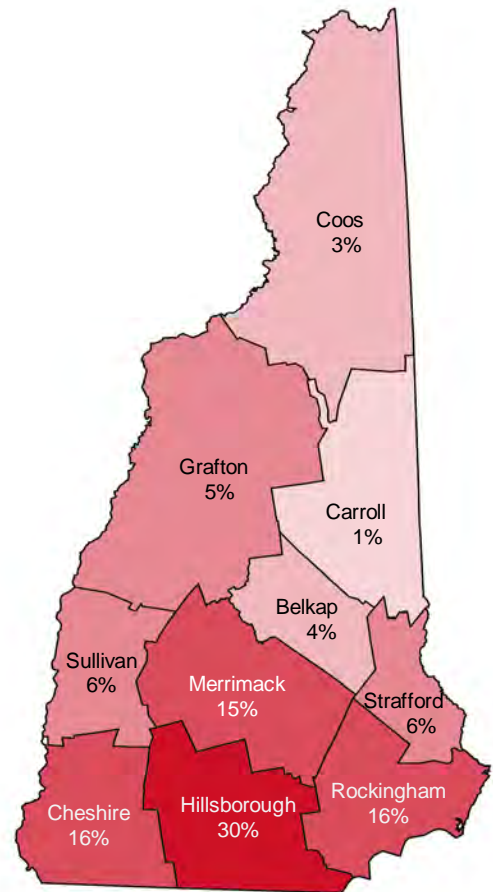 Coos
3%
Grafton
5%
Carroll
1%
Belkap
4%
Sullivan
6%
Merrimack
15%
Strafford
6%
Cheshire
16%
Hillsborough
30%
Rockingham
16%